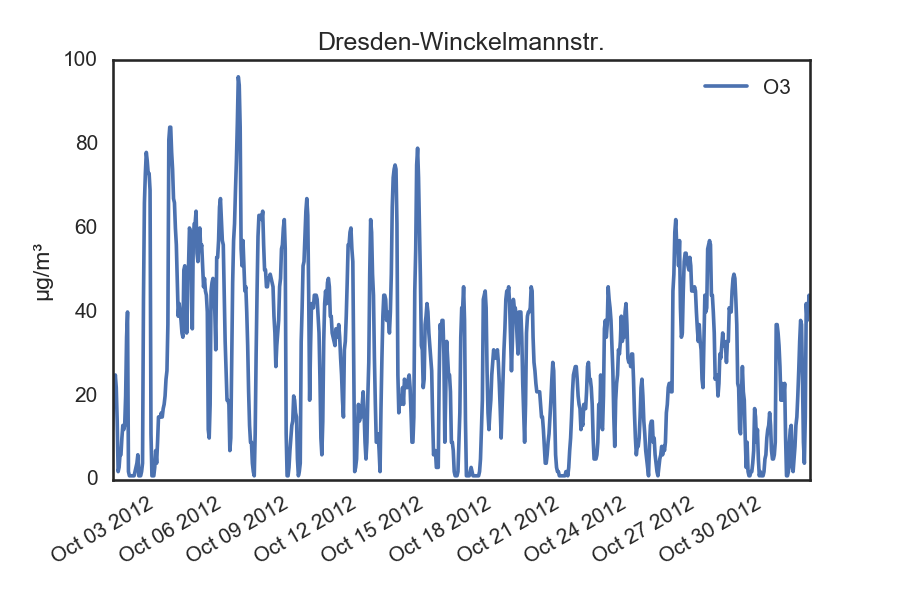 Dresden-Winckelmannstr.
100
80
60
40
20
0
µg/m³
O3
Oct 03 2012
Oct 06 2012
Oct 09 2012
Oct 12 2012
Oct 15 2012
Oct 18 2012
Oct 21 2012
Oct 24 2012
Oct 27 2012
Oct 30 2012